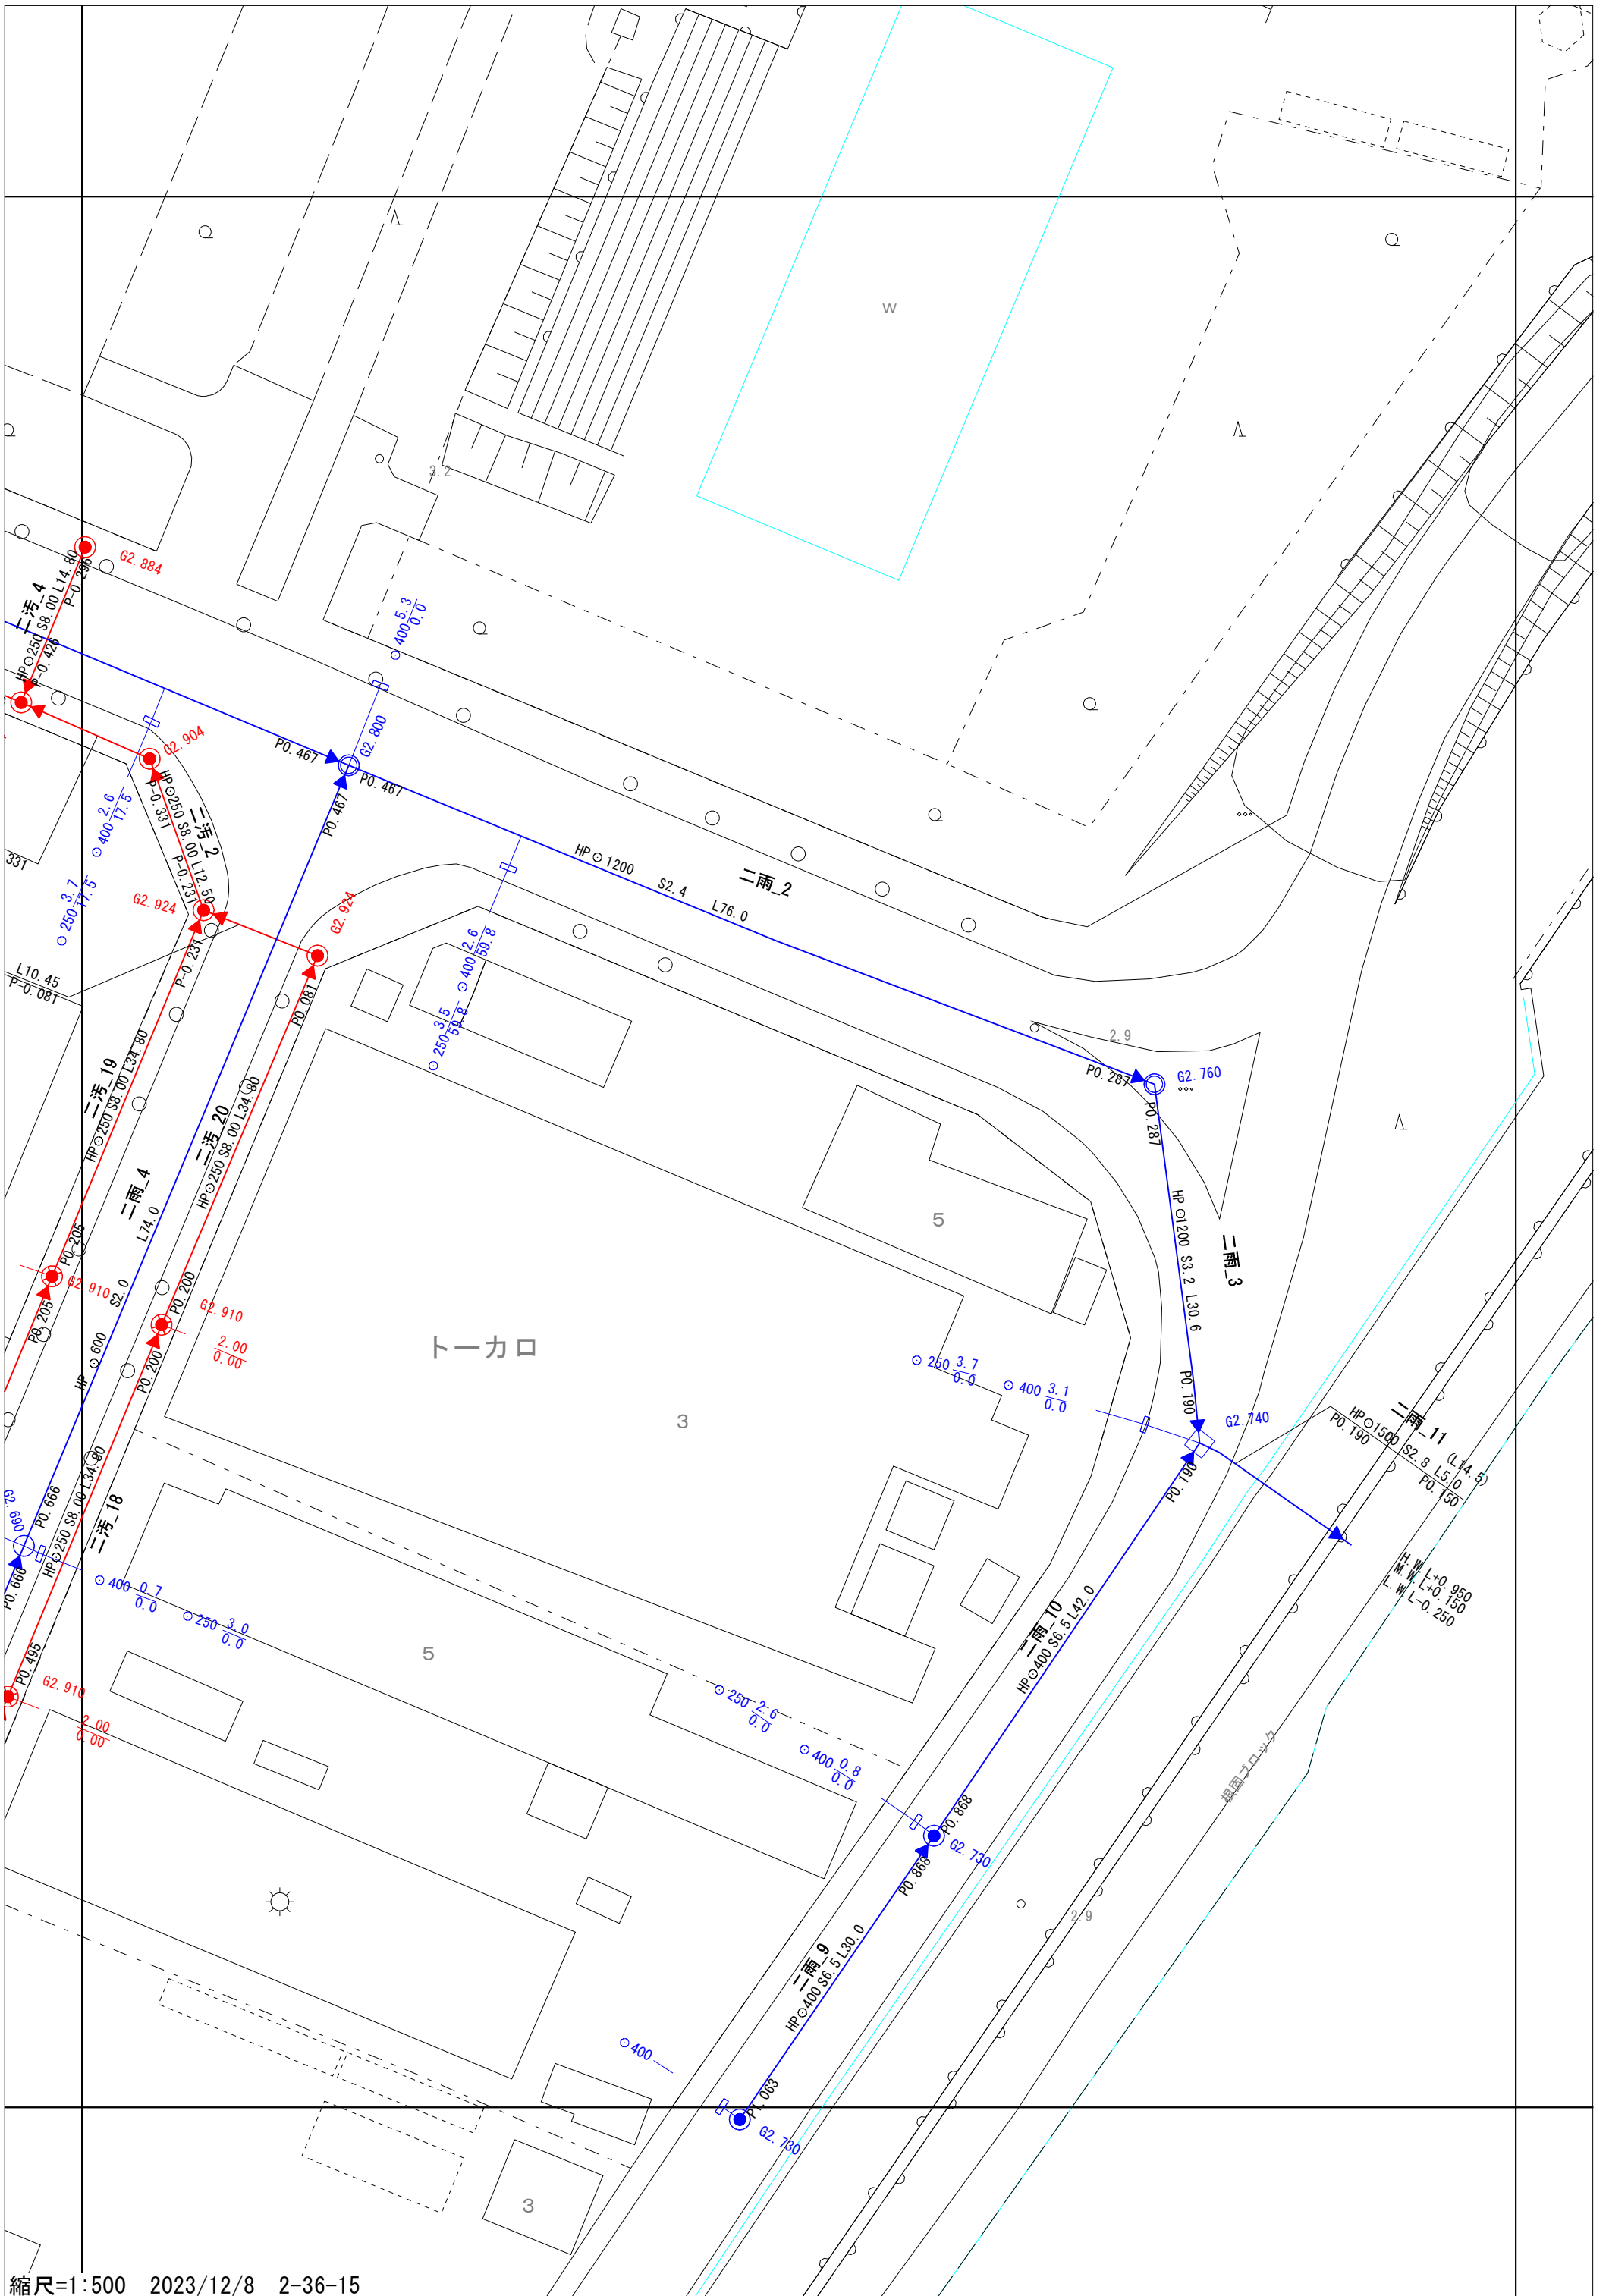 W
3.2
G2.884
二汚_4
HP⊙250 S8.00 L14.80
P-0.296
P-0.426
⊙ 400 5.3
0.0
G2.800
P0.467
P0.467
P0.467
G2.904
二汚_2
HP⊙250 S8.00 L12.50
P-0.331
P-0.231
⊙ 400 2.6
17.5
⊙ 250 3.7
17.5
331
G2.924
P-0.231
G2.924
P0.081
L10.45
P-0.081
HP⊙1200 S2.4 L76.0
二雨_2
⊙ 400 2.6
59.8
⊙ 250 3.5
59.8
2.9
P0.287
G2.760
P0.287
二汚_19
HP⊙250 S8.00 L34.80
二汚_20
HP⊙250 S8.00 L34.80
二雨_4
HP ⊙600 S2.0 L74.0
P0.205
G2.910
P0.205
P0.200
G2.910
2.00
0.00
P0.200
トーカロ
5
3
HP⊙1200 S3.2 L30.6
二雨_3
P0.190
⊙ 250 3.7
0.0
⊙ 400 3.1
0.0
G2.740
P0.190
二雨_11
HP⊙1500 S2.8 L5.0
(L14.5)
P0.190
P0.150
H.W.L+0.950
M.W.L+0.150
L.W.L-0.250
G2.690
P0.666
P0.666
HP⊙250 S8.00 L34.80
二汚_18
⊙ 400 0.7
0.0
⊙ 250 3.0
0.0
P0.495
G2.910
2.00
0.00
5
二雨_10
HP⊙400 S6.5 L42.0
⊙ 250 2.6
0.0
⊙ 400 0.8
0.0
P0.868
G2.730
P0.868
根固ブロック
2.9
二雨_9
HP⊙400 S6.5 L30.0
⊙400
P1.063
G2.730
3
縮尺=1:500 2023/12/8 2-36-15